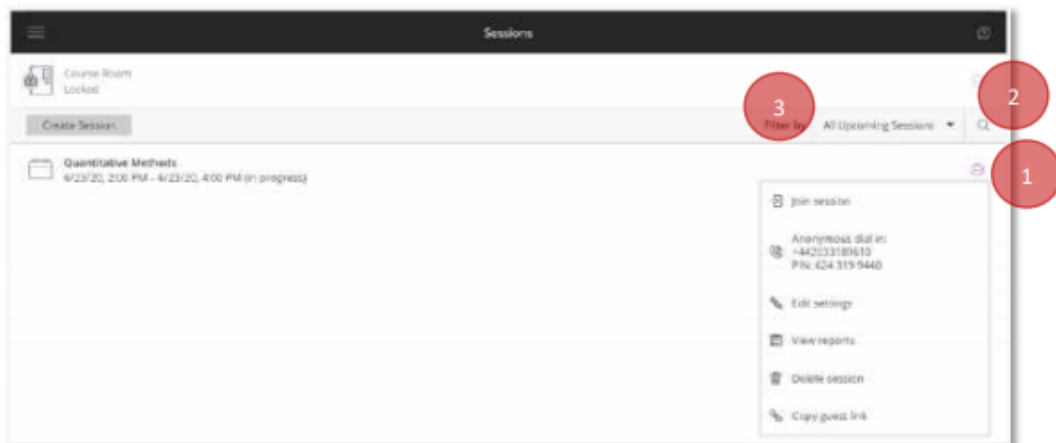 Sessions
Course Room
Locked
2
3
Create Session
Filter by
All Upcoming Sessions
Quantitative Methods
6/23/20, 2:00 PM – 6/23/20, 4:00 PM (in progress)
1
Join session
Anonymous dial in:
+442033189610
PIN: 424 319 9440
Edit settings
View reports
Delete session
Copy guest link